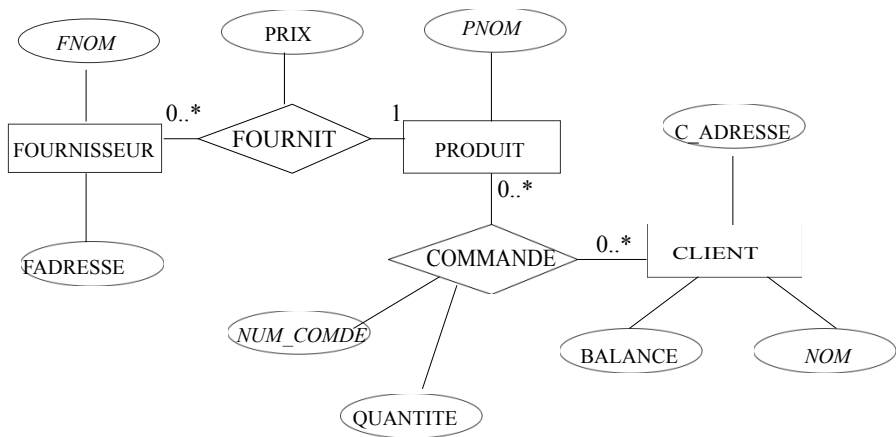 FNOM
PRIX
PNOM
0..*
1
FOURNISSEUR
FOURNIT
PRODUIT
C_ADRESSE
0..*
FADRESSE
COMMANDE
0..*
CLIENT
NUM_COMDE
BALANCE
NOM
QUANTITE